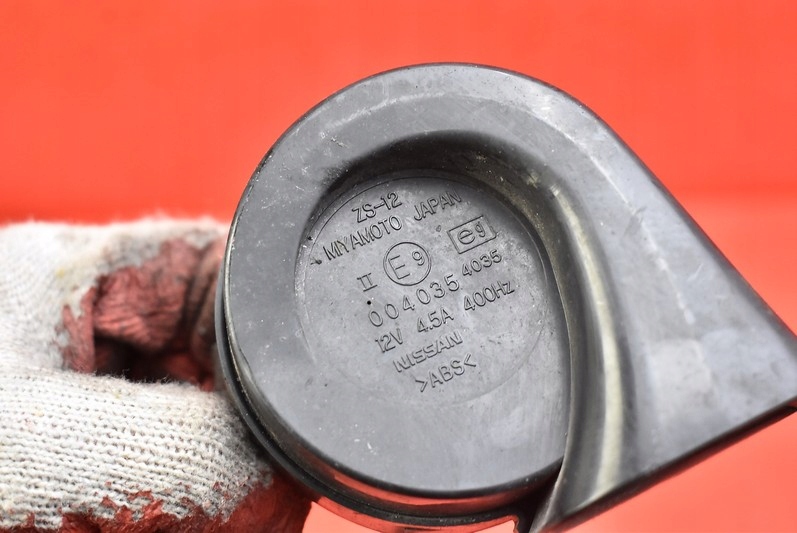 ZS-12
MIYAMOTO JAPAN
II E9 e9
004035 4035
12V 4.5A 400Hz
NISSAN
>ABS<